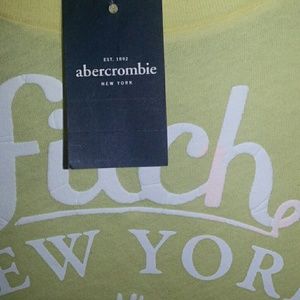 EST. 1892
abercrombie
NEW YORK
fitch
EW YOR